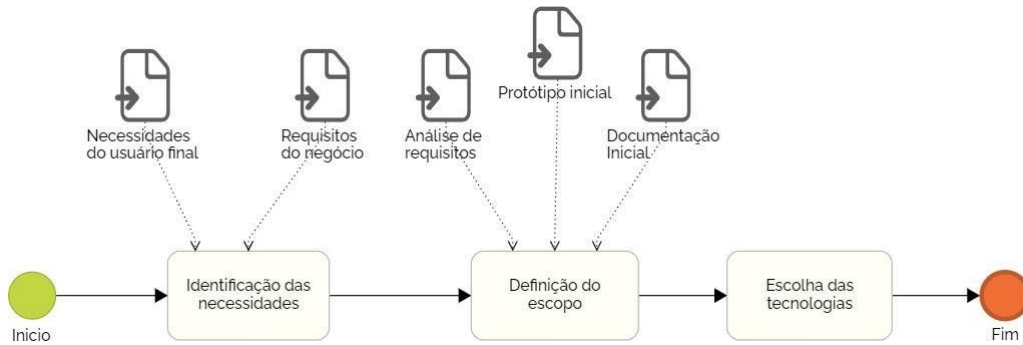 Protótipo inicial
Necessidades
do usuário final
Requisitos
do negócio
Análise de
requisitos
Documentação
Inicial
Identificação das
necessidades
Definição do
escopo
Escolha das
tecnologias
Inicio
Fim